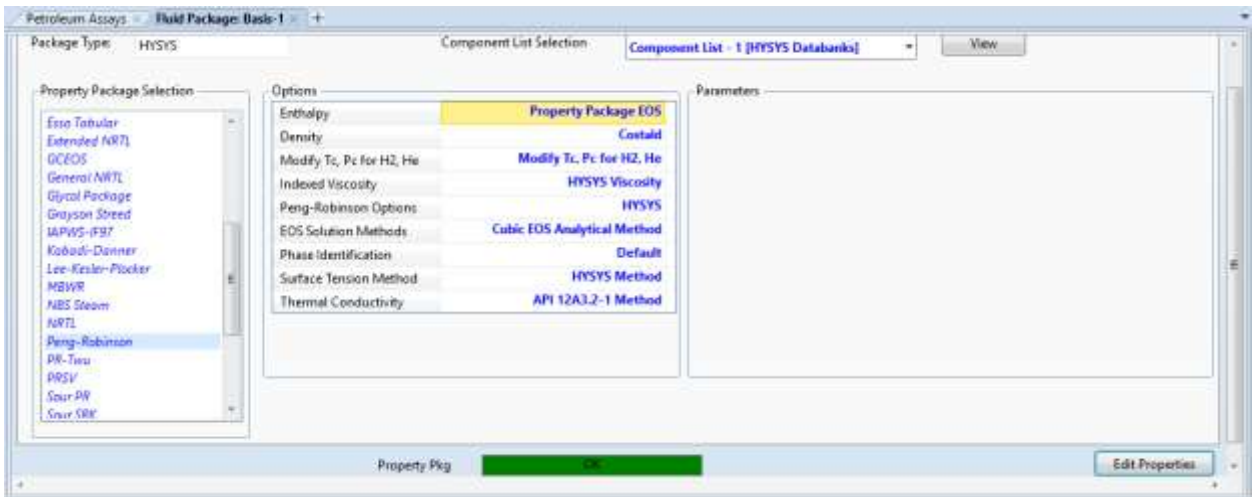 Petroleum Assays Fluid Package: Basis-1 +
Package Type: HYSYS Component List Selection Component List - 1 [HYSYS Databanks] View
Property Package Selection
Esso Tabular
Extended NRTL
GCEOS
General NRTL
Glycol Package
Grayson Streed
IAPWS-IF97
Kabadi-Danner
Lee-Kesler-Plocker
MBWR
NBS Steam
NRTL
Peng-Robinson
PR-Twu
PRSV
Sour PR
Sour SRK
Options
Enthalpy Property Package EOS
Density Costald
Modify Tc, Pc for H2, He Modify Tc, Pc for H2, He
Indexed Viscosity HYSYS Viscosity
Peng-Robinson Options HYSYS
EOS Solution Methods Cubic EOS Analytical Method
Phase Identification Default
Surface Tension Method HYSYS Method
Thermal Conductivity API 12A3.2-1 Method
Parameters
Property Pkg OK Edit Properties